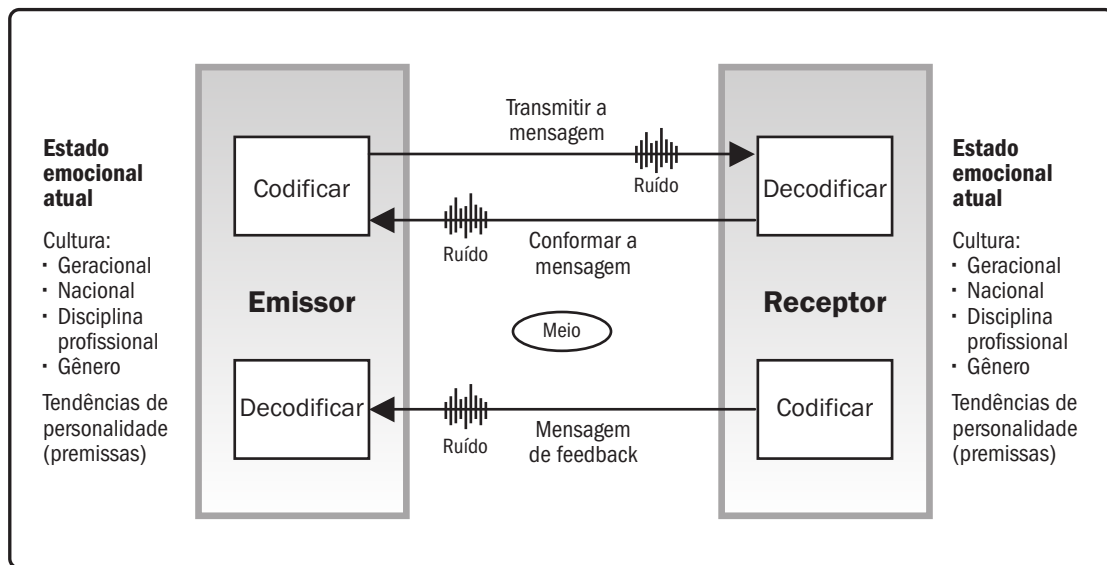 Estado
emocional
atual
Cultura:
· Geracional
· Nacional
· Disciplina
profissional
· Gênero
Tendências de
personalidade
(premissas)
Codificar
Emissor
Decodificar
Transmitir a
mensagem
Ruído
Ruído
Conformar a
mensagem
Meio
Ruído
Mensagem
de feedback
Decodificar
Receptor
Codificar
Estado
emocional
atual
Cultura:
· Geracional
· Nacional
· Disciplina
profissional
· Gênero
Tendências de
personalidade
(premissas)